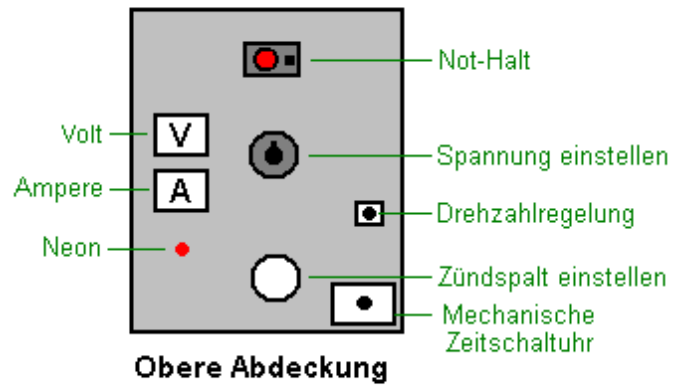 Not-Halt
Volt
V
Spannung einstellen
Ampere
A
Drehzahlregelung
Neon
Zündspalt einstellen
Mechanische
Zeitschaltuhr
Obere Abdeckung